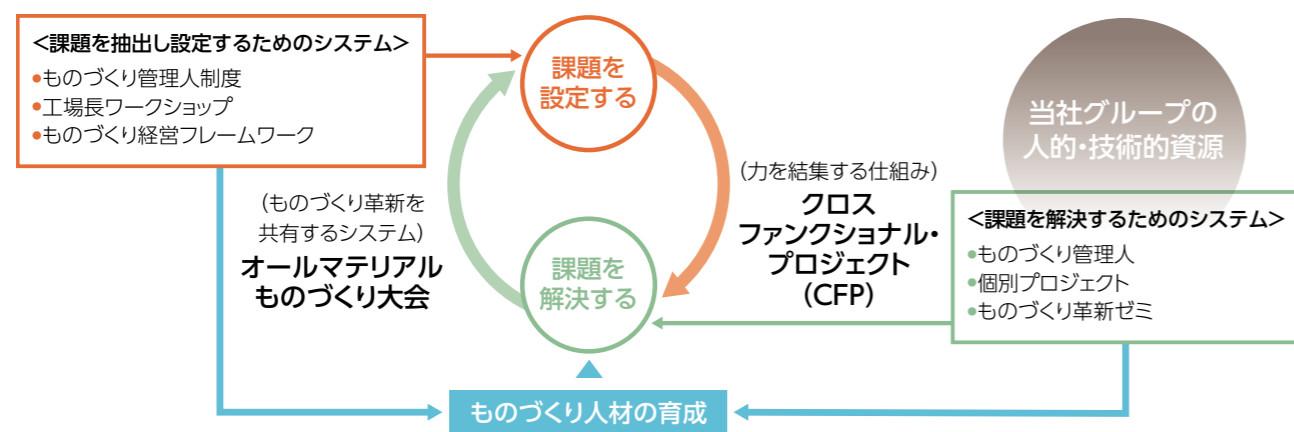 ＜課題を抽出し設定するためのシステム＞
●ものづくり管理人制度
●工場長ワークショップ
●ものづくり経営フレームワーク
課題を
設定する
当社グループの
人的・技術的資源
（ものづくり革新を
共有するシステム）
オールマテリアル
ものづくり大会
課題を
解決する
（力を結集する仕組み）
クロス
ファンクショナル・
プロジェクト
（CFP）
＜課題を解決するためのシステム＞
●ものづくり管理人
●個別プロジェクト
●ものづくり革新ゼミ
ものづくり人材の育成